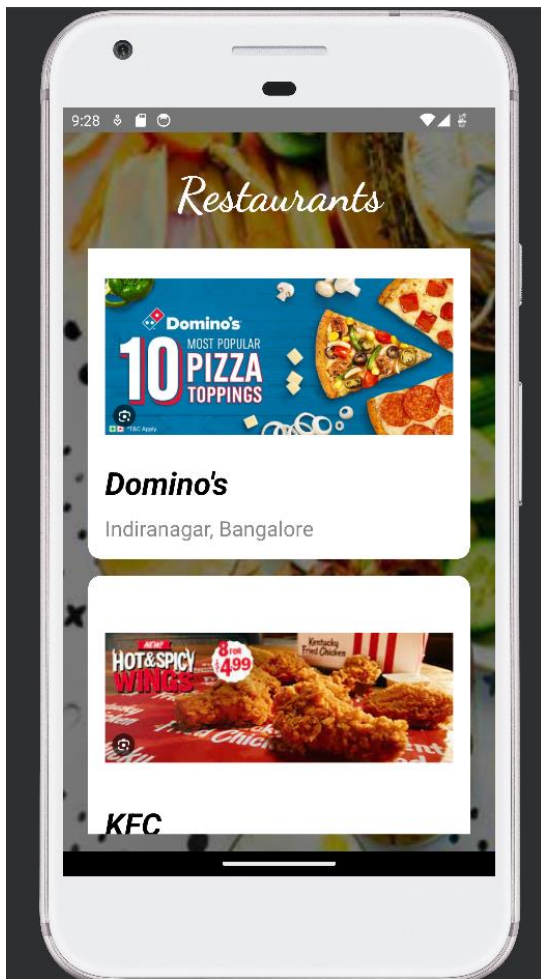 9:28
Restaurants
Domino's
10 MOST POPULAR
PIZZA
TOPPINGS
*T&C Apply.
Domino's
Indiranagar, Bangalore
NEW!
HOT&SPICY
WINGS
8 FOR
$4.99
Kentucky
Fried Chicken
KFC